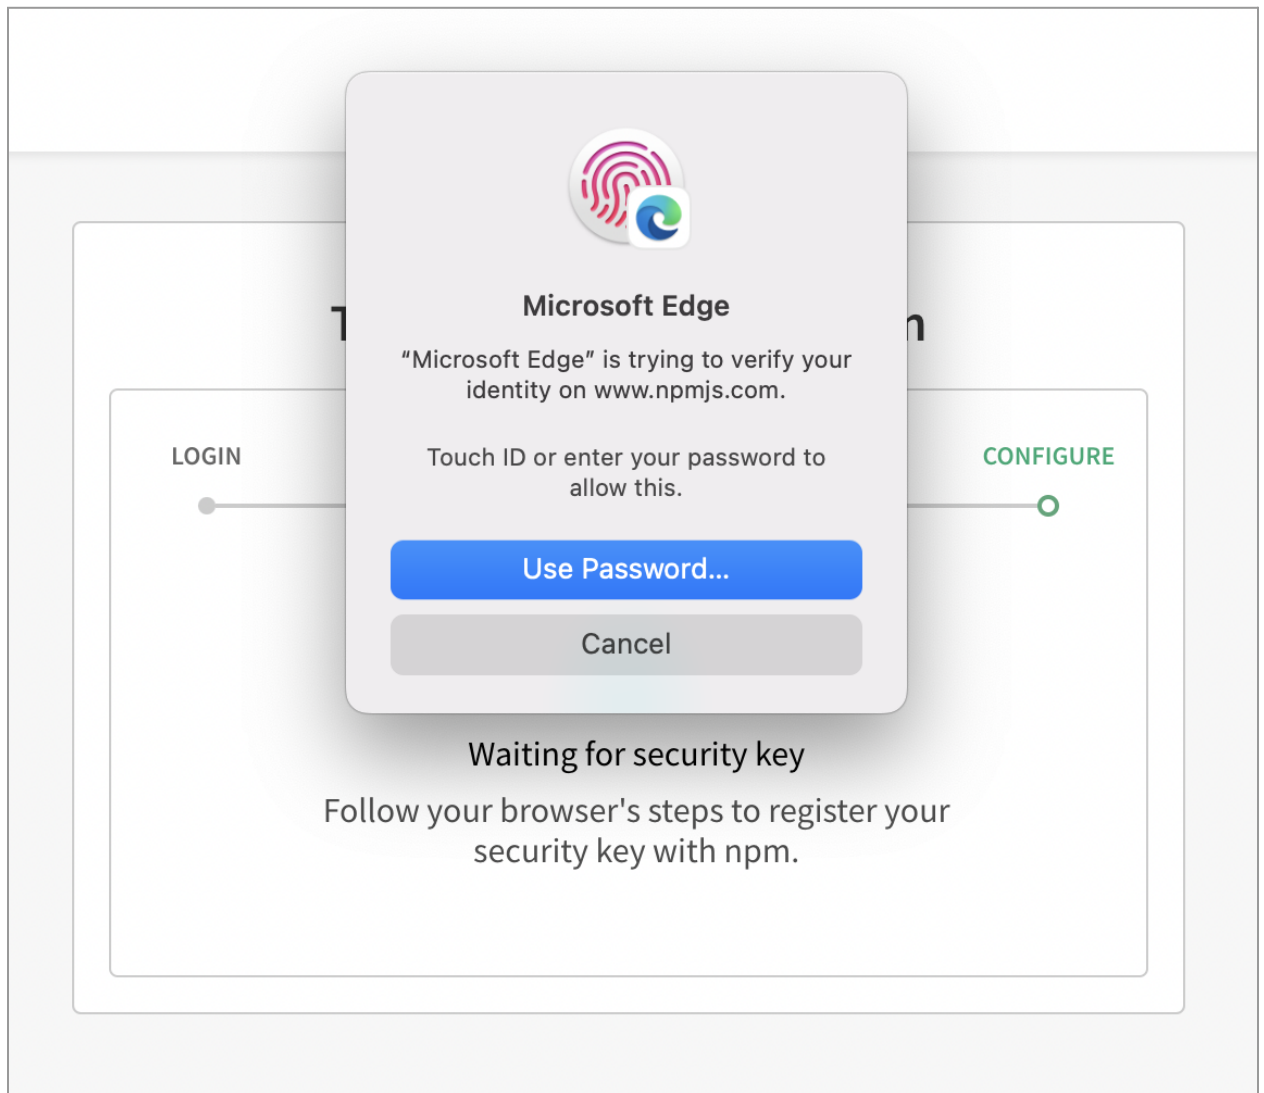 Microsoft Edge
“Microsoft Edge” is trying to verify your
identity on www.npmjs.com.
Touch ID or enter your password to
allow this.
LOGIN
CONFIGURE
Use Password...
Cancel
Waiting for security key
Follow your browser's steps to register your
security key with npm.